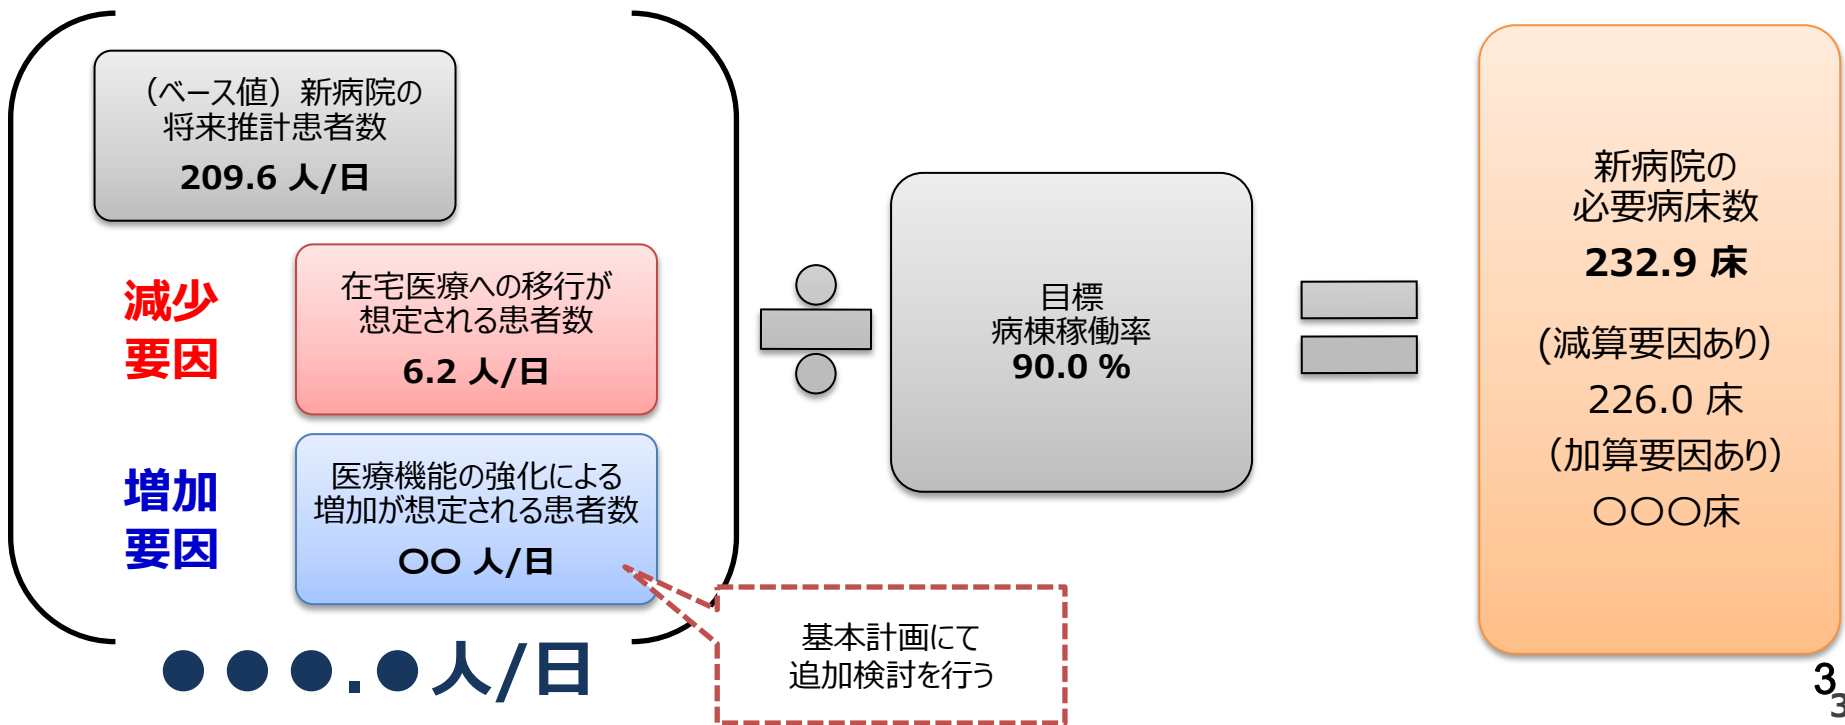 （ベース値）新病院の
将来推計患者数
209.6 人/日
減少
要因
在宅医療への移行が
想定される患者数
6.2 人/日
増加
要因
医療機能の強化による
増加が想定される患者数
〇〇 人/日
●●●.●人/日
基本計画にて
追加検討を行う
目標
病棟稼働率
90.0 %
新病院の
必要病床数
232.9 床
(減算要因あり)
226.0 床
（加算要因あり）
〇〇〇床
3
3